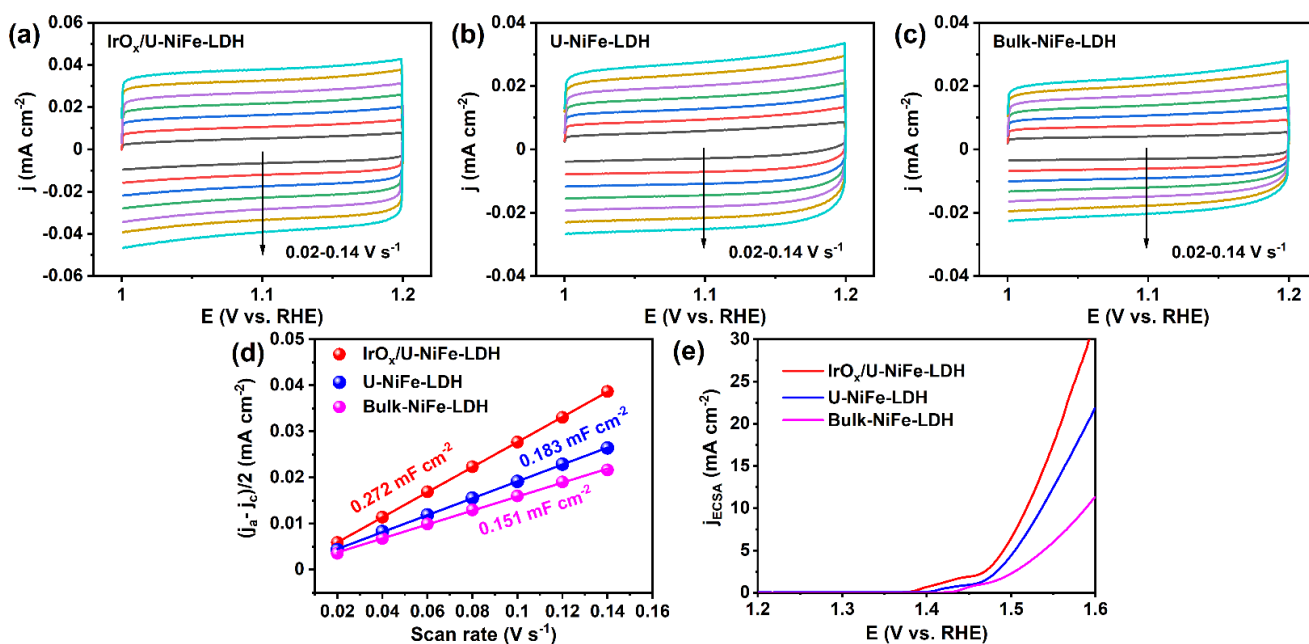 (a)
IrOₓ/U-NiFe-LDH
j (mA cm⁻²)
0.06
0.04
0.02
0
-0.02
-0.04
-0.06
0.02-0.14 V s⁻¹
1
1.1
1.2
E (V vs. RHE)
(b)
U-NiFe-LDH
j (mA cm⁻²)
0.04
0.02
0
-0.02
-0.04
0.02-0.14 V s⁻¹
1
1.1
1.2
E (V vs. RHE)
(c)
Bulk-NiFe-LDH
j (mA cm⁻²)
0.04
0.02
0
-0.02
-0.04
0.02-0.14 V s⁻¹
1
1.1
1.2
E (V vs. RHE)
(d)
IrOₓ/U-NiFe-LDH
U-NiFe-LDH
Bulk-NiFe-LDH
(jₐ- j꜀)/2 (mA cm⁻²)
0.05
0.04
0.03
0.02
0.01
0
0.272 mF cm⁻²
0.183 mF cm⁻²
0.151 mF cm⁻²
0.02
0.04
0.06
0.08
0.1
0.12
0.14
0.16
Scan rate (V s⁻¹)
(e)
IrOₓ/U-NiFe-LDH
U-NiFe-LDH
Bulk-NiFe-LDH
j_ECSA (mA cm⁻²)
30
25
20
15
10
5
0
1.2
1.3
1.4
1.5
1.6
E (V vs. RHE)